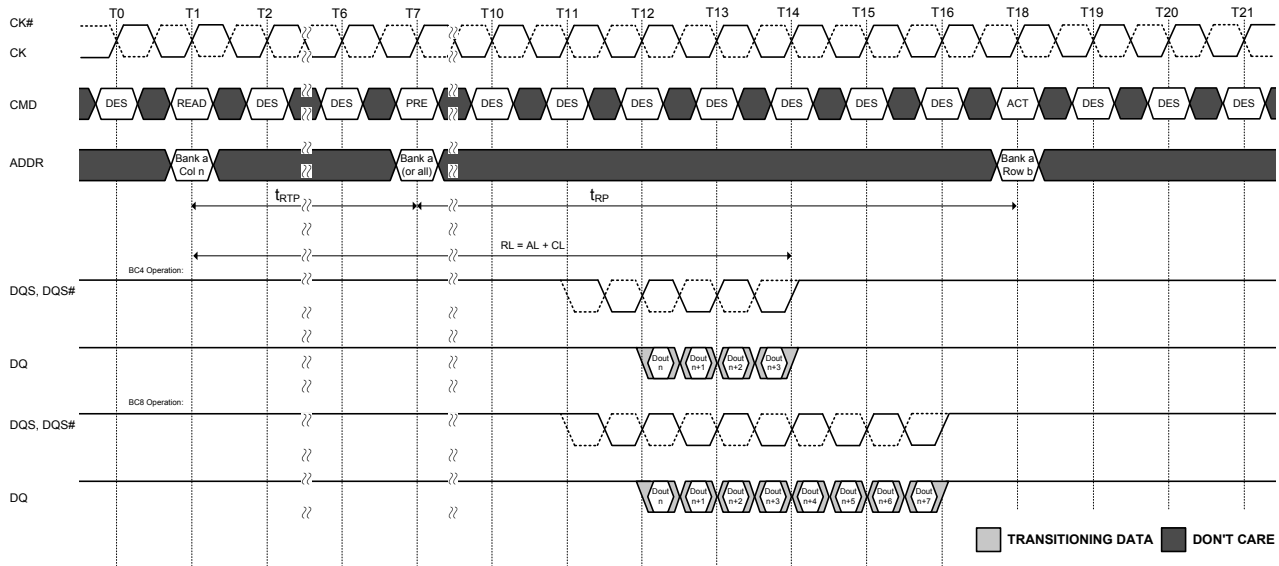 T0 T1 T2 T6 T7 T10 T11 T12 T13 T14 T15 T16 T18 T19 T20 T21
CK#
CK
CMD DES READ DES DES PRE DES DES DES DES DES DES DES ACT DES DES DES
ADDR
Bank a
Col n
Bank a
(or all)
Bank a
Row b
tRTP tRP
RL = AL + CL
BC4 Operation:
DQS, DQS#
DQ
Dout
n
Dout
n+1
Dout
n+2
Dout
n+3
BC8 Operation:
DQS, DQS#
DQ
Dout
n
Dout
n+1
Dout
n+2
Dout
n+3
Dout
n+4
Dout
n+5
Dout
n+6
Dout
n+7
TRANSITIONING DATA DON'T CARE